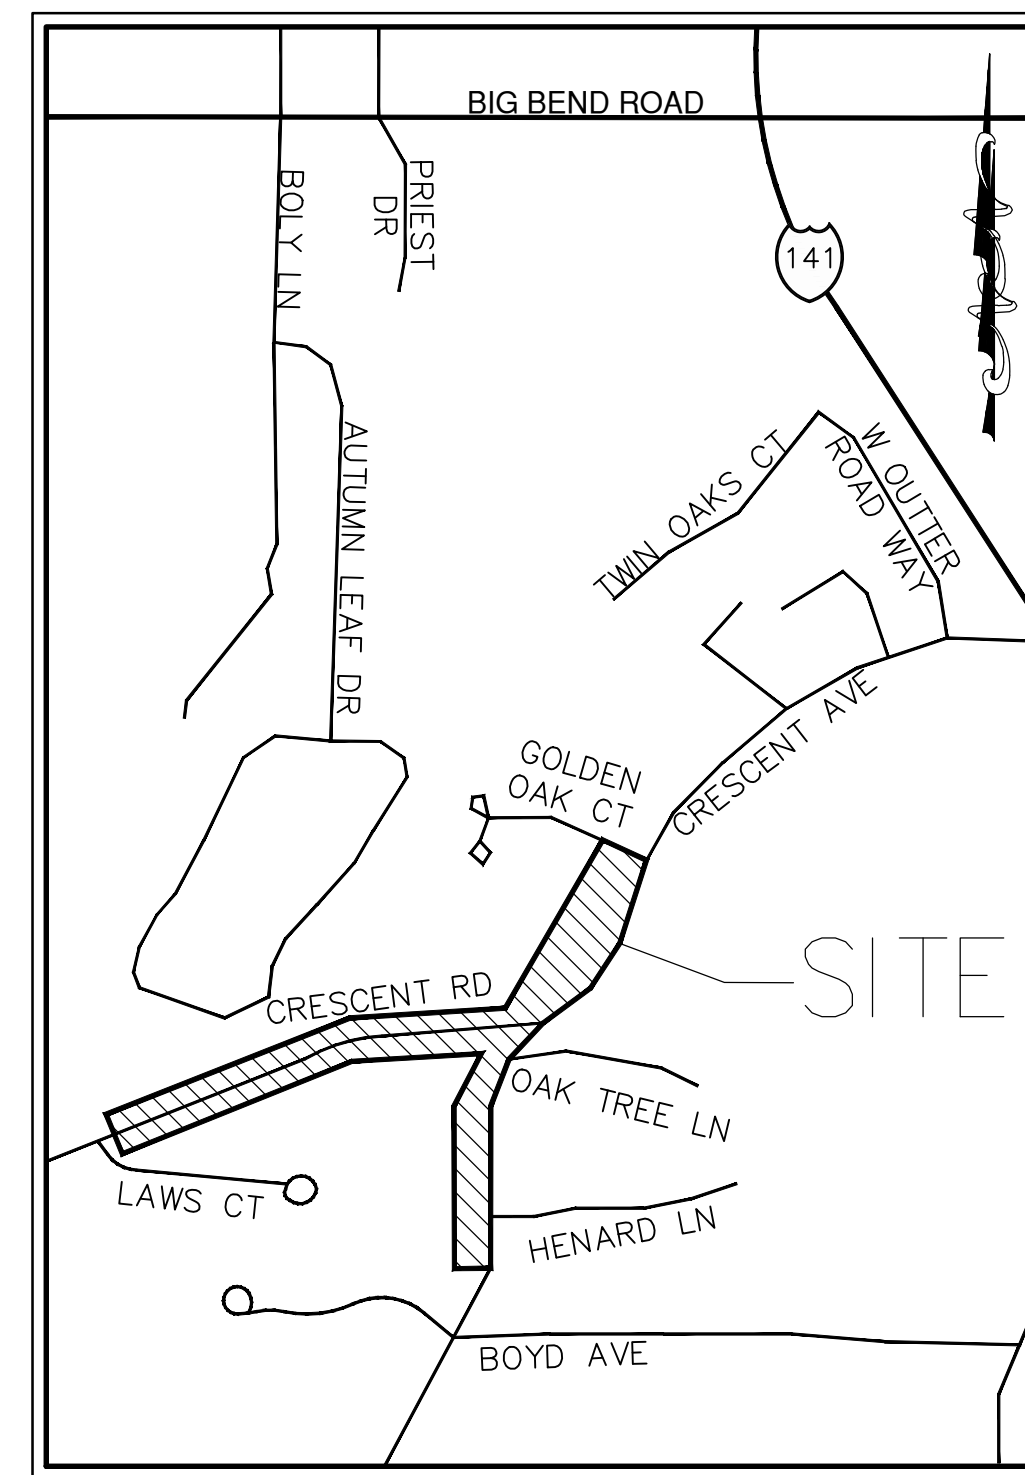 BIG BEND ROAD
BOLY LN
PRIEST
DR
141
AUTUMN LEAF DR
TWIN OAKS CT
W OUTTER
ROAD WAY
CRESCENT AVE
GOLDEN
OAK CT
SITE
CRESCENT RD
OAK TREE LN
LAWS CT
HENARD LN
BOYD AVE